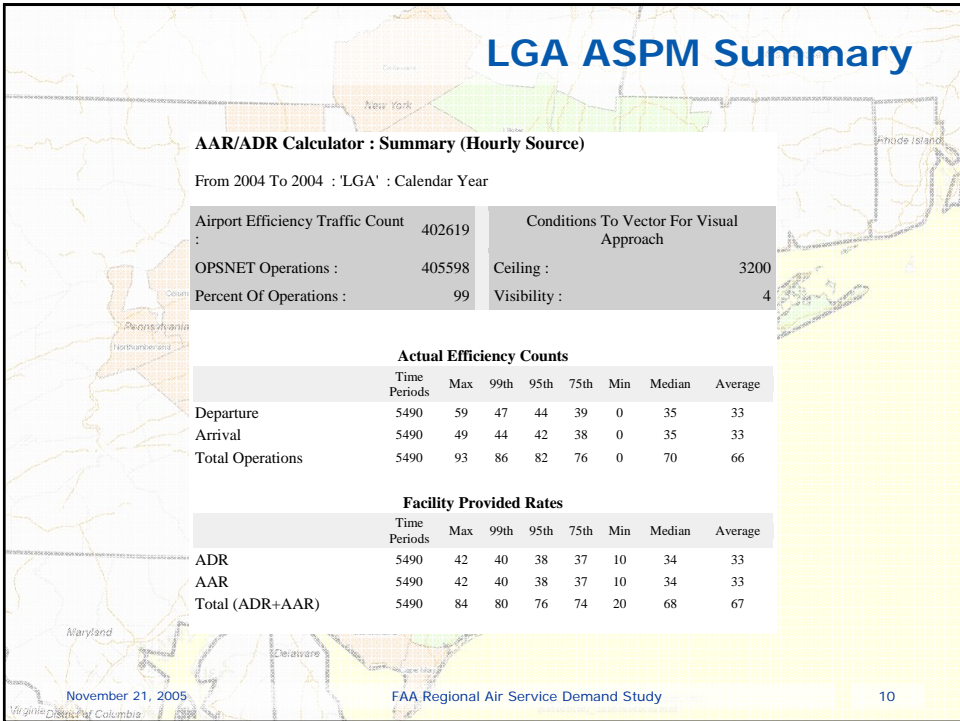 LGA ASPM Summary
Delaware
New York
Ulster
Rhode Island
AAR/ADR Calculator : Summary (Hourly Source)
From 2004 To 2004 : 'LGA' : Calendar Year
Airport Efficiency Traffic Count : 402619
Conditions To Vector For Visual Approach
OPSNET Operations : 405598 Ceiling : 3200
Percent Of Operations : 99 Visibility : 4
Pennsylvania
Northumberland
Actual Efficiency Counts
Time Periods Max 99th 95th 75th Min Median Average
Departure 5490 59 47 44 39 0 35 33
Arrival 5490 49 44 42 38 0 35 33
Total Operations 5490 93 86 82 76 0 70 66
Facility Provided Rates
Time Periods Max 99th 95th 75th Min Median Average
ADR 5490 42 40 38 37 10 34 33
AAR 5490 42 40 38 37 10 34 33
Total (ADR+AAR) 5490 84 80 76 74 20 68 67
Maryland
Delaware
Cape May
November 21, 2005 FAA Regional Air Service Demand Study 10
Virginia District of Columbia